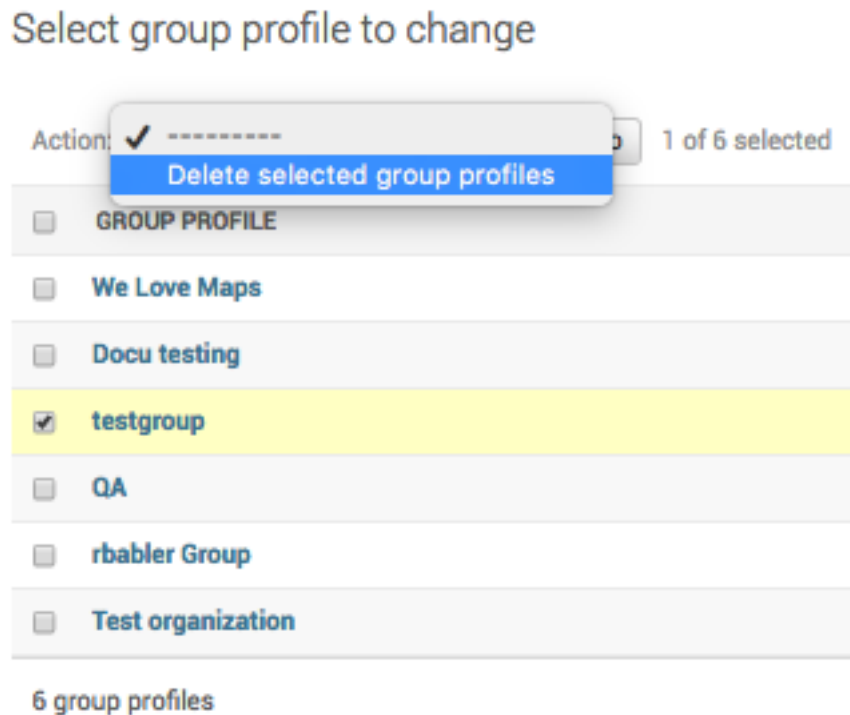 Select group profile to change
Action: ✓ ---------
1 of 6 selected
Delete selected group profiles
GROUP PROFILE
We Love Maps
Docu testing
testgroup
QA
rbabler Group
Test organization
6 group profiles